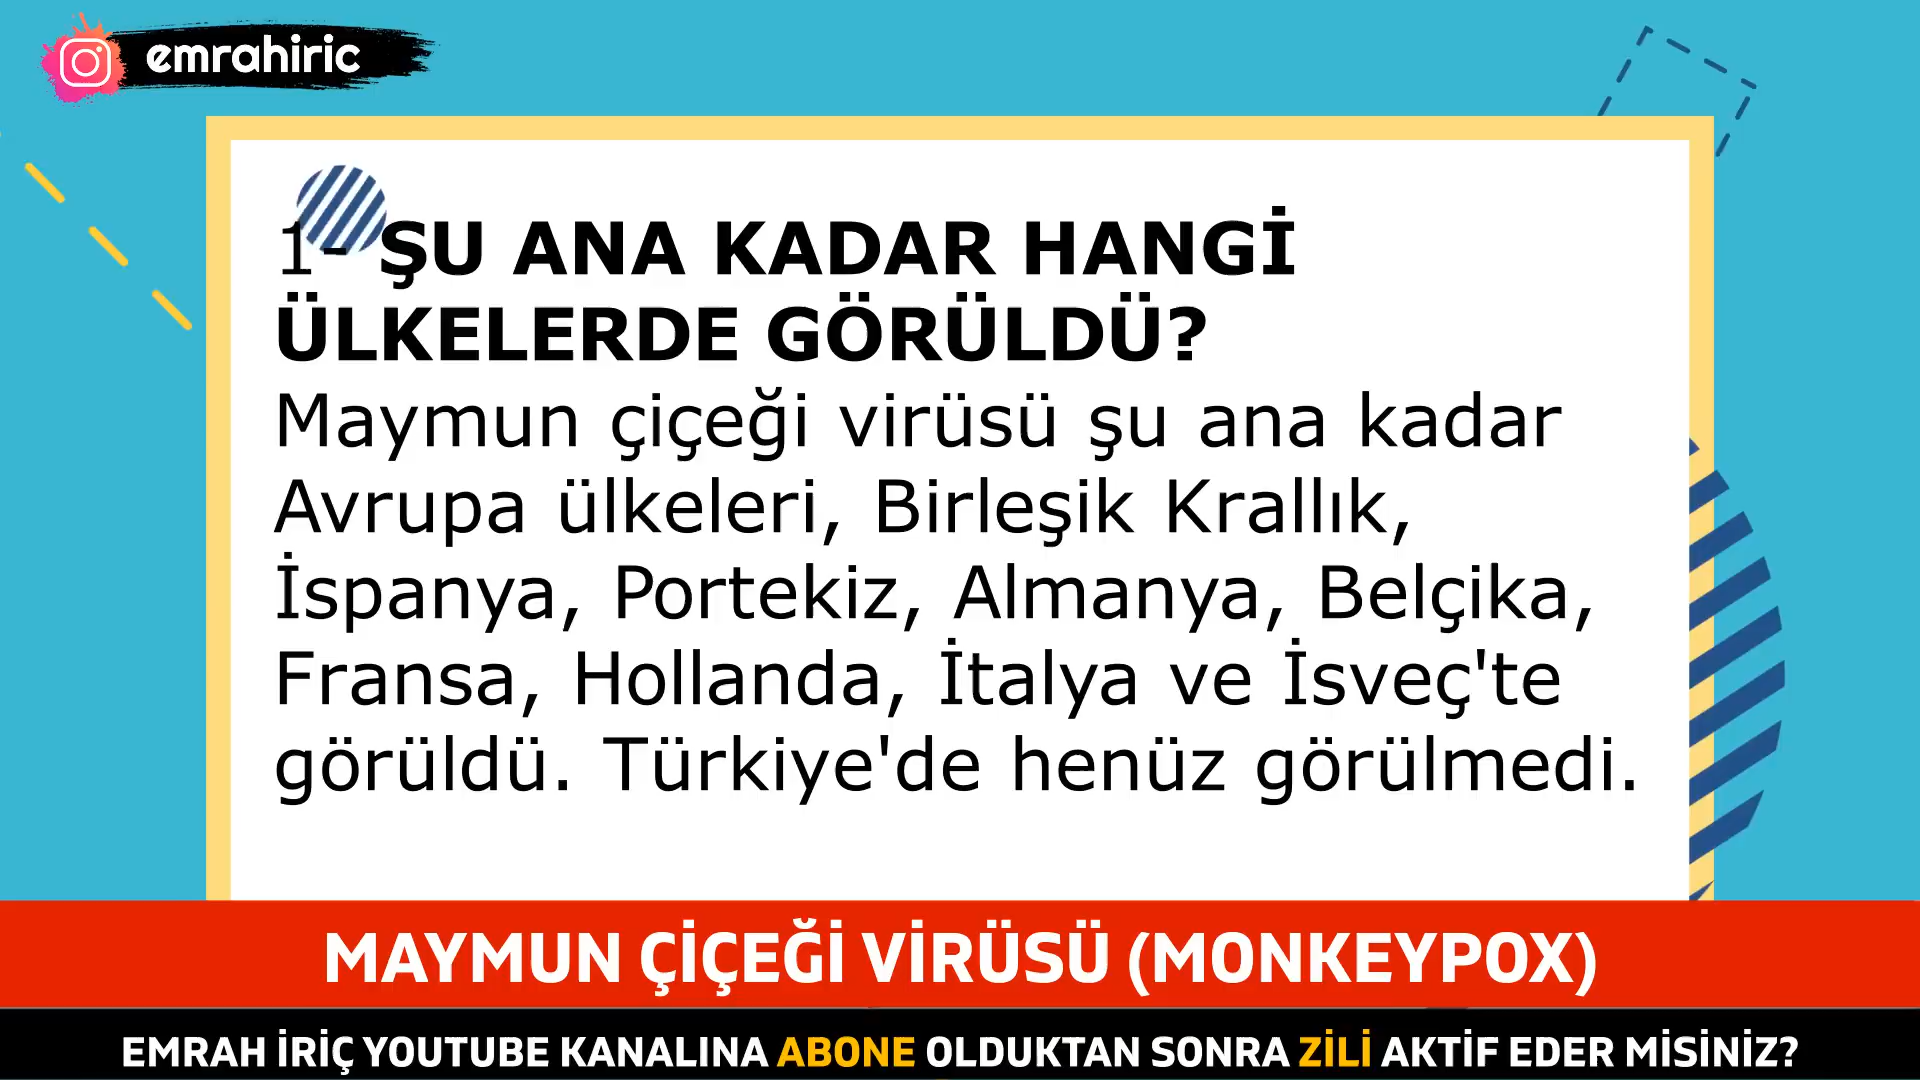 emrahiric
1- ŞU ANA KADAR HANGİ
ÜLKELERDE GÖRÜLDÜ?
Maymun çiçeği virüsü şu ana kadar
Avrupa ülkeleri, Birleşik Krallık,
İspanya, Portekiz, Almanya, Belçika,
Fransa, Hollanda, İtalya ve İsveç'te
görüldü. Türkiye'de henüz görülmedi.
MAYMUN ÇİÇEĞİ VİRÜSÜ (MONKEYPOX)
EMRAH İRİÇ YOUTUBE KANALINA ABONE OLDUKTAN SONRA ZİLİ AKTİF EDER MİSİNİZ?